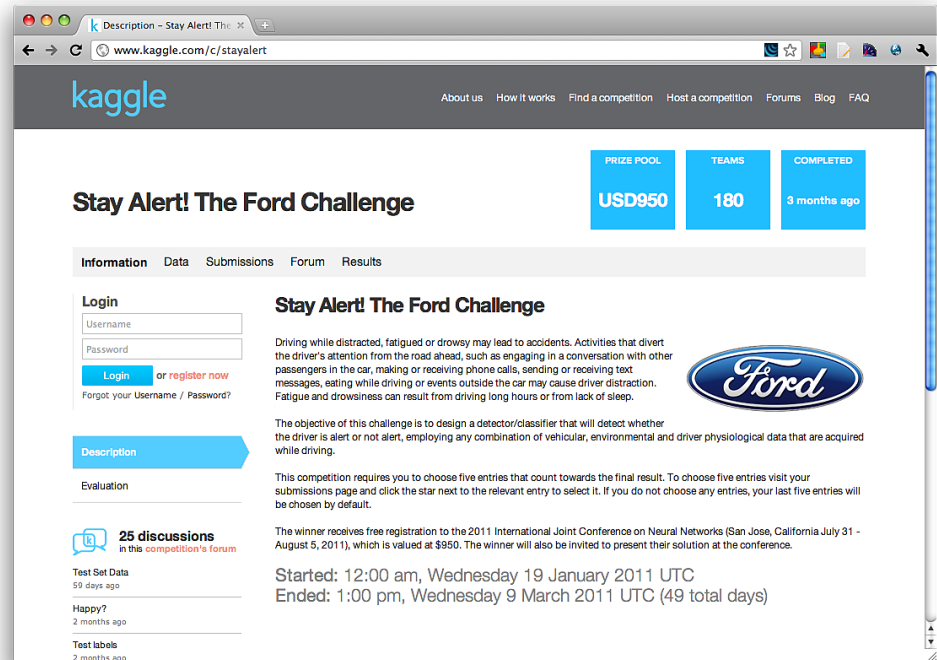 Description – Stay Alert! The
www.kaggle.com/c/stayalert
kaggle
About us How it works Find a competition Host a competition Forums Blog FAQ
PRIZE POOL
USD950
TEAMS
180
COMPLETED
3 months ago
Stay Alert! The Ford Challenge
Information Data Submissions Forum Results
Login
Username
Password
Login or register now
Forgot your Username / Password?
Description
Evaluation
25 discussions
in this competition's forum
Test Set Data
59 days ago
Happy?
2 months ago
Test labels
2 months ago
Stay Alert! The Ford Challenge
Driving while distracted, fatigued or drowsy may lead to accidents. Activities that divert
the driver's attention from the road ahead, such as engaging in a conversation with other
passengers in the car, making or receiving phone calls, sending or receiving text
messages, eating while driving or events outside the car may cause driver distraction.
Fatigue and drowsiness can result from driving long hours or from lack of sleep.
Ford
The objective of this challenge is to design a detector/classifier that will detect whether
the driver is alert or not alert, employing any combination of vehicular, environmental and driver physiological data that are acquired
while driving.
This competition requires you to choose five entries that count towards the final result. To choose five entries visit your
submissions page and click the star next to the relevant entry to select it. If you do not choose any entries, your last five entries will
be chosen by default.
The winner receives free registration to the 2011 International Joint Conference on Neural Networks (San Jose, California July 31 -
August 5, 2011), which is valued at $950. The winner will also be invited to present their solution at the conference.
Started: 12:00 am, Wednesday 19 January 2011 UTC
Ended: 1:00 pm, Wednesday 9 March 2011 UTC (49 total days)